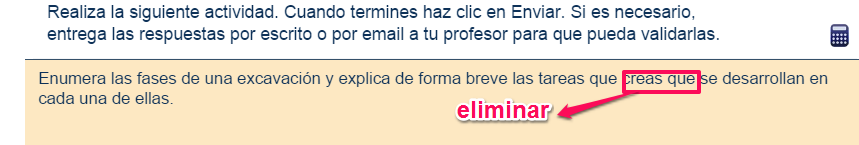 Realiza la siguiente actividad. Cuando termines haz clic en Enviar. Si es necesario,
entrega las respuestas por escrito o por email a tu profesor para que pueda validarlas.
Enumera las fases de una excavación y explica de forma breve las tareas que creas que se desarrollan en
cada una de ellas.
eliminar